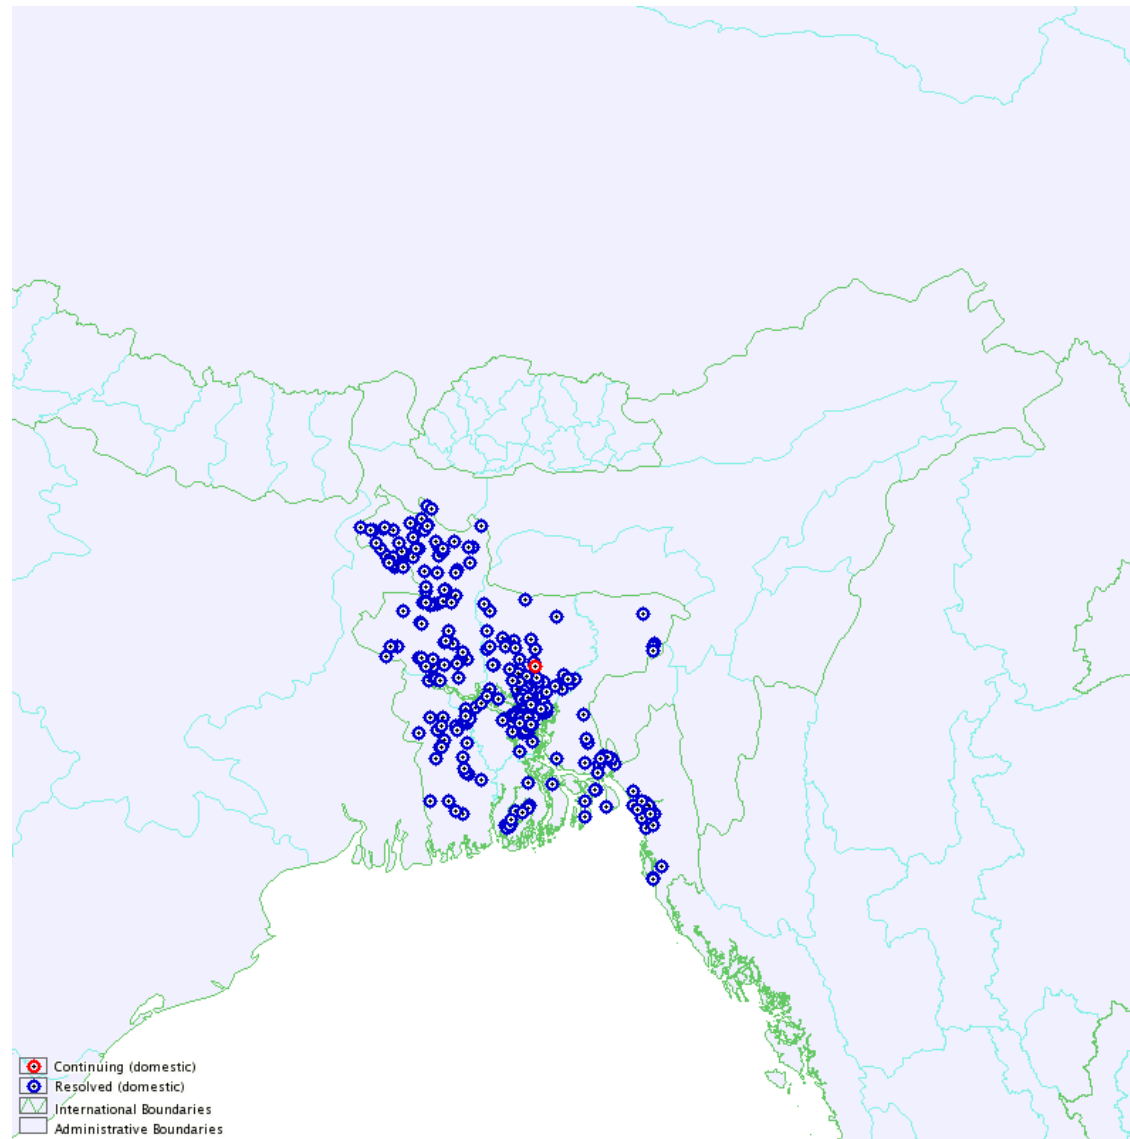 Continuing (domestic)
Resolved (domestic)
International Boundaries
Administrative Boundaries